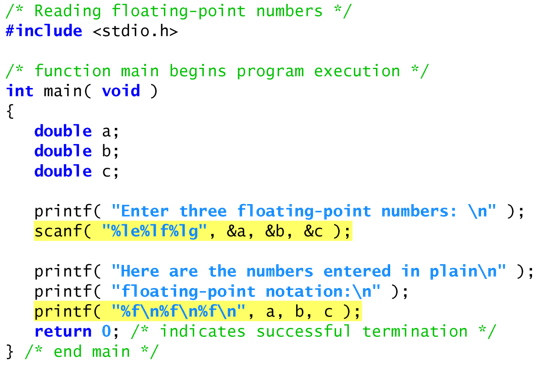 /* Reading floating-point numbers */
#include <stdio.h>

/* function main begins program execution */
int main( void )
{
   double a;
   double b;
   double c;

   printf( "Enter three floating-point numbers: \n" );
   scanf( "%le%lf%lg", &a, &b, &c );

   printf( "Here are the numbers entered in plain\n" );
   printf( "floating-point notation:\n" );
   printf( "%f\n%f\n%f\n", a, b, c );
   return 0; /* indicates successful termination */
} /* end main */